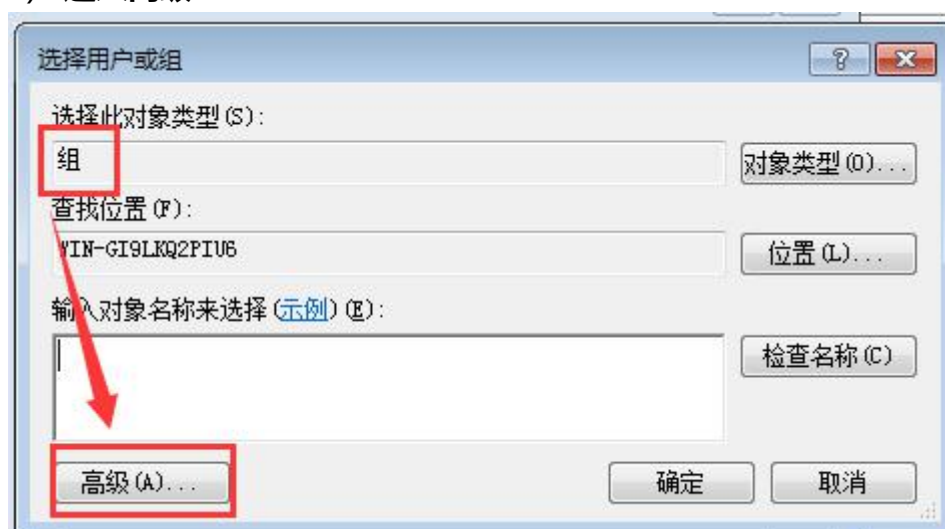 选择用户或组
选择此对象类型(S):
组
对象类型(O)...
查找位置(F):
WIN-GI9LKQ2PIU6
位置(L)...
输入对象名称来选择(示例)(E):
检查名称(C)
高级(A)...
确定
取消